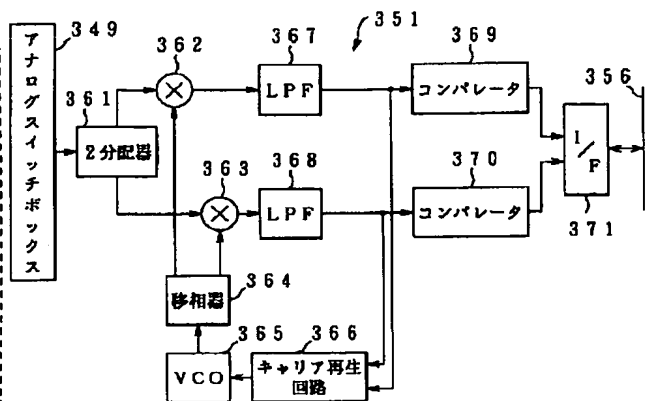 349
アナログスイッチボックス
361
2分配器
362
363
移相器
364
365
VCO
366
キャリア再生
回路
367
LPF
368
LPF
351
369
コンパレータ
370
コンパレータ
356
I/F
371